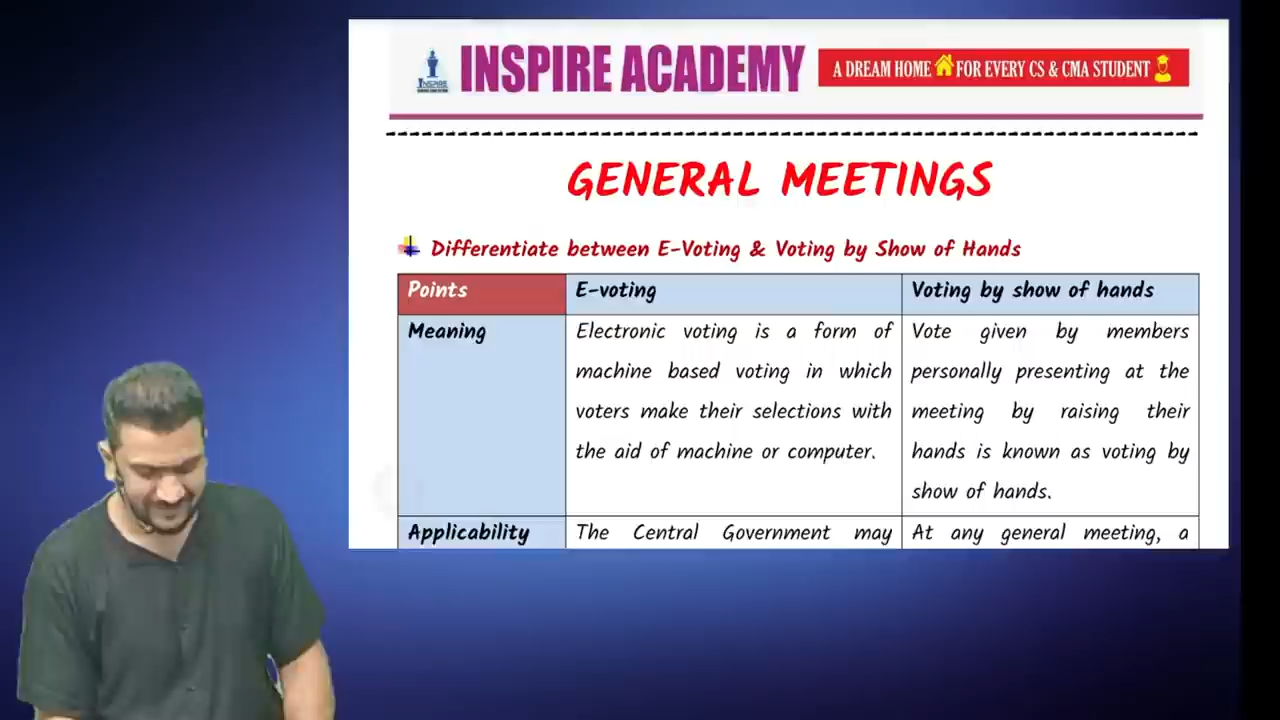 INSPIRE ACADEMY
A DREAM HOME FOR EVERY CS & CMA STUDENT
INSPIRE
GENERAL MEETINGS
Differentiate between E-Voting & Voting by Show of Hands
Points
E-voting
Voting by show of hands
Meaning
Electronic voting is a form of
machine based voting in which
voters make their selections with
the aid of machine or computer.
Vote given by members
personally presenting at the
meeting by raising their
hands is known as voting by
show of hands.
Applicability
The Central Government may
At any general meeting, a